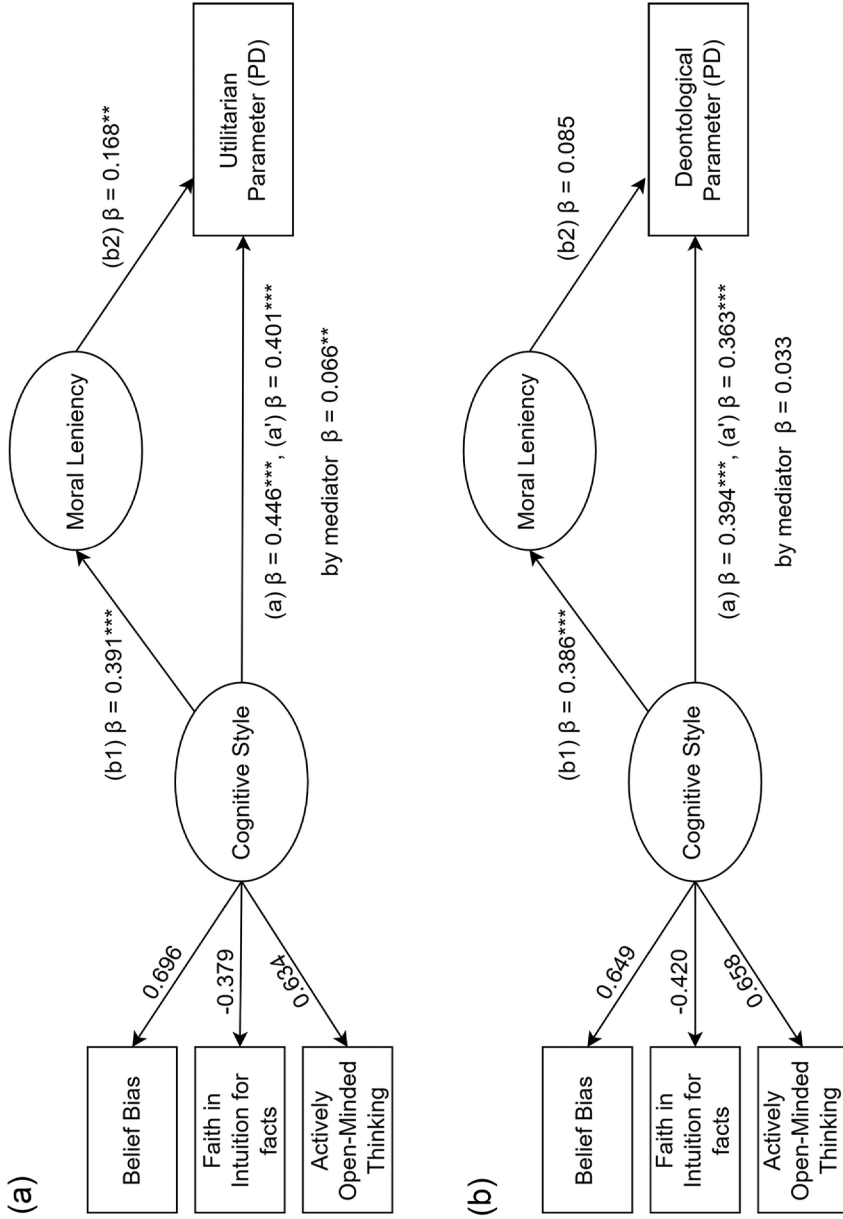 (a)
Belief Bias
Faith in
Intuition for
facts
Actively
Open-Minded
Thinking
0.696
-0.379
0.634
Cognitive Style
(b1) β = 0.391***
Moral Leniency
(b2) β = 0.168**
(a) β = 0.446***, (a') β = 0.401***
by mediator β = 0.066**
Utilitarian
Parameter (PD)
(b)
Belief Bias
Faith in
Intuition for
facts
Actively
Open-Minded
Thinking
0.649
-0.420
0.658
Cognitive Style
(b1) β = 0.386***
Moral Leniency
(b2) β = 0.085
(a) β = 0.394***, (a') β = 0.363***
by mediator β = 0.033
Deontological
Parameter (PD)